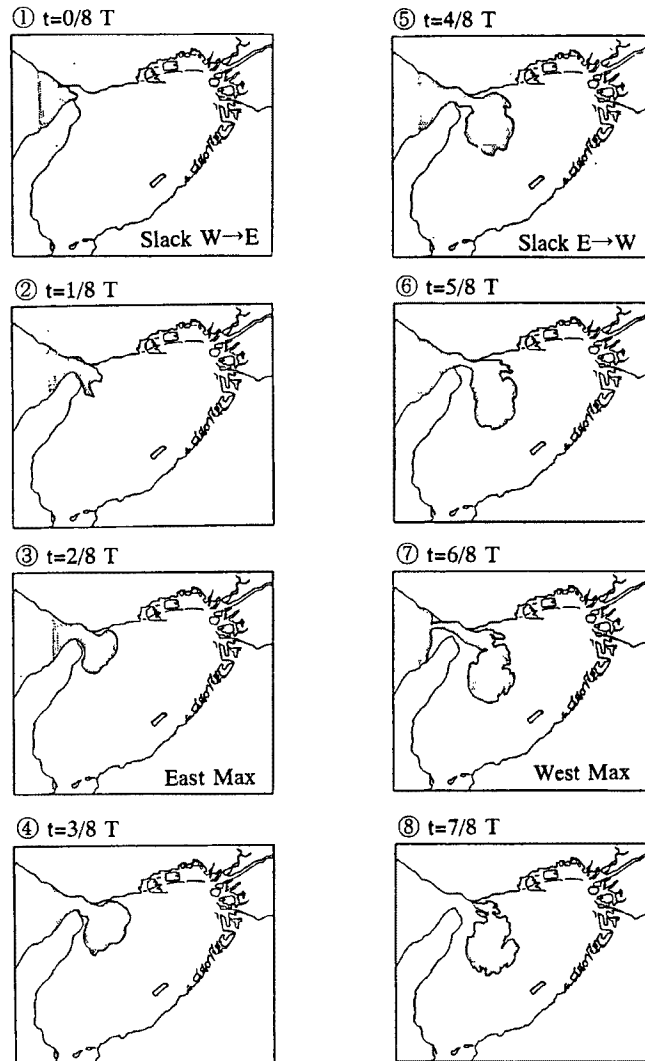 ① t=0/8 T
Slack W→E
② t=1/8 T
③ t=2/8 T
East Max
④ t=3/8 T
⑤ t=4/8 T
Slack E→W
⑥ t=5/8 T
⑦ t=6/8 T
West Max
⑧ t=7/8 T